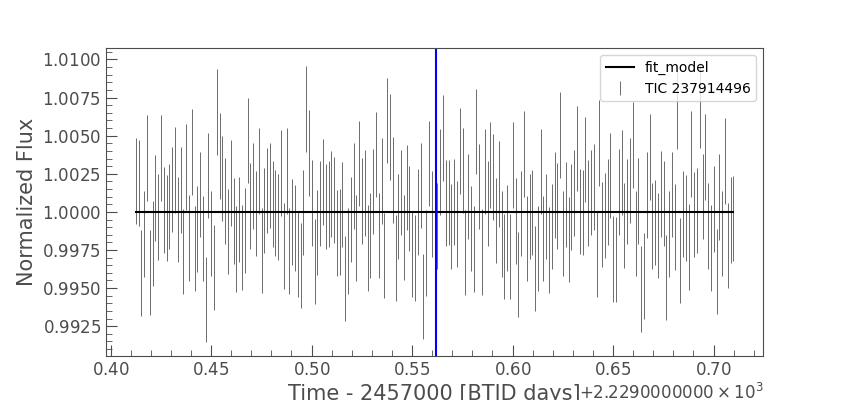 1.0100
1.0075
1.0050
1.0025
1.0000
0.9975
0.9950
0.9925
Normalized Flux
fit_model
TIC 237914496
0.40 0.45 0.50 0.55 0.60 0.65 0.70
Time - 2457000 [BTJD days]
+2.2290000000 × 10³